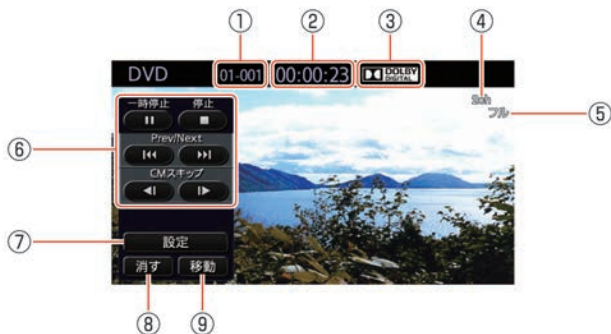 ① ② ③ ④
DVD 01-001 00:00:23 DOLBY DIGITAL
2ch
フル ⑤
一時停止 停止
⑥ Prev/Next
CMスキップ
⑦ 設定
消す 移動
⑧ ⑨